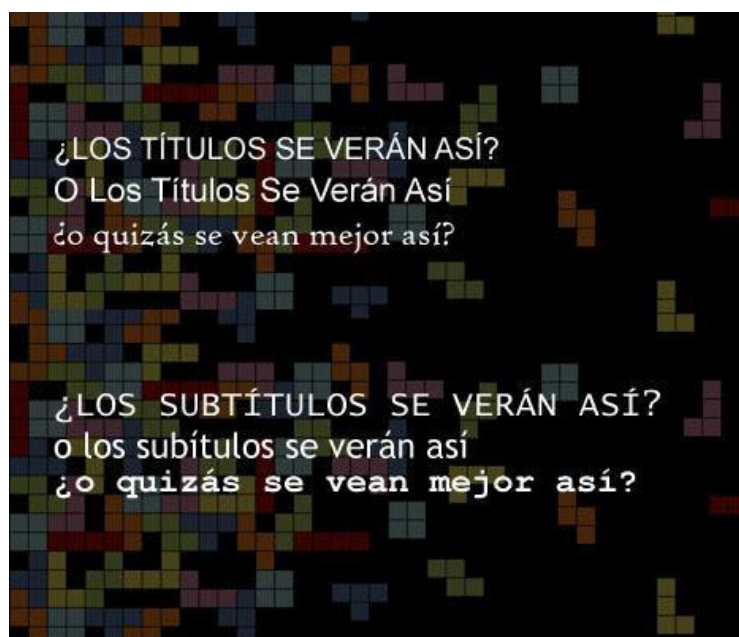 ¿LOS TÍTULOS SE VERÁN ASÍ?
O Los Títulos Se Verán Así
¿o quizás se vean mejor así?
¿LOS SUBTÍTULOS SE VERÁN ASÍ?
o los subítulos se verán así
¿o quizás se vean mejor así?